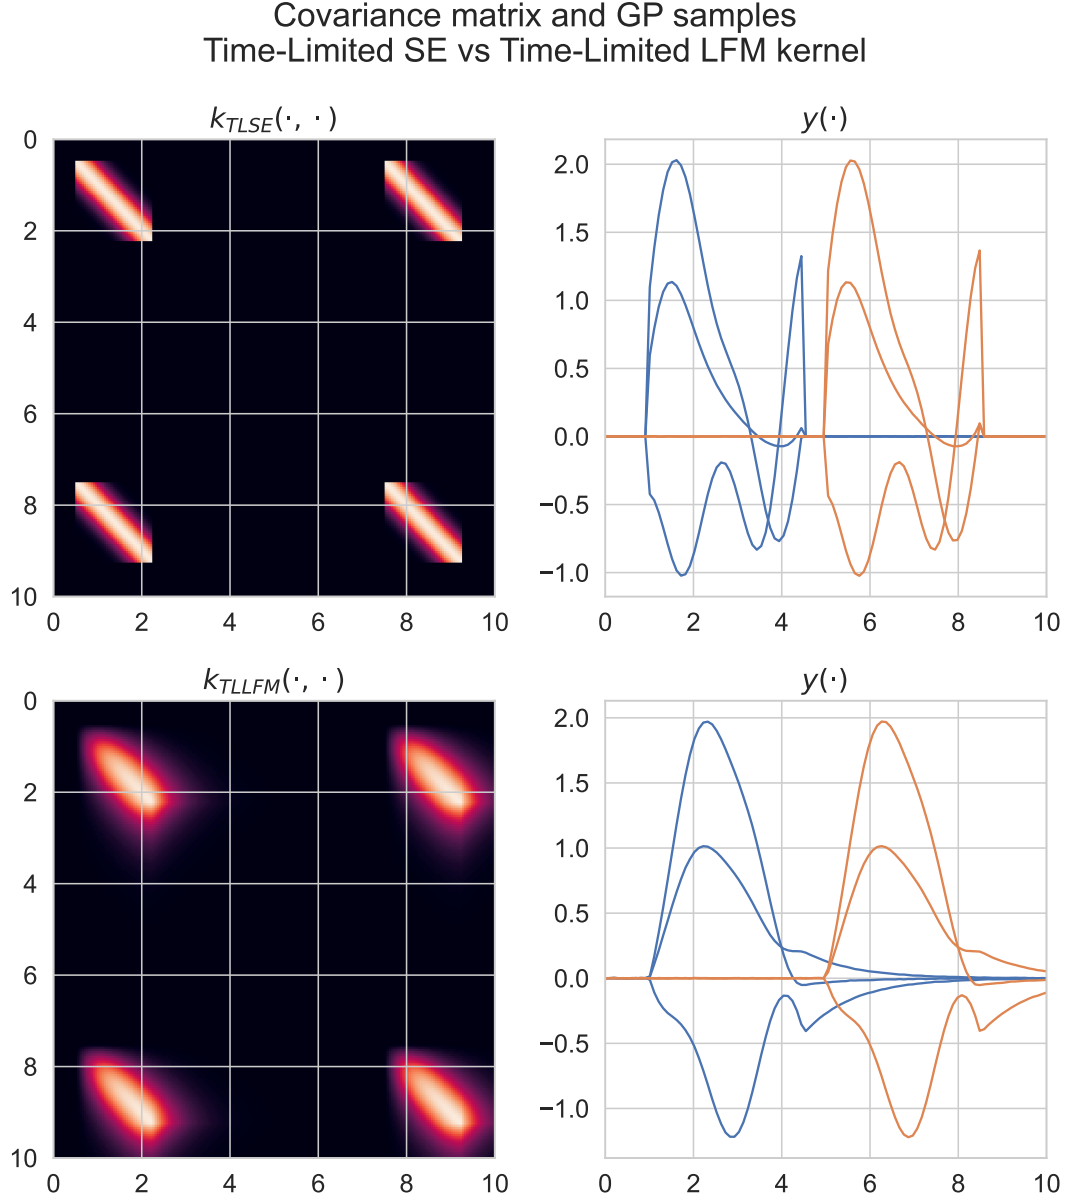 Covariance matrix and GP samples
Time-Limited SE vs Time-Limited LFM kernel
k_{TLSE}(·, ·)
y(·)
0
2
4
6
8
10
0 2 4 6 8 10
2.0
1.5
1.0
0.5
0.0
−0.5
−1.0
0 2 4 6 8 10
k_{TLLFM}(·, ·)
y(·)
0
2
4
6
8
10
0 2 4 6 8 10
2.0
1.5
1.0
0.5
0.0
−0.5
−1.0
0 2 4 6 8 10